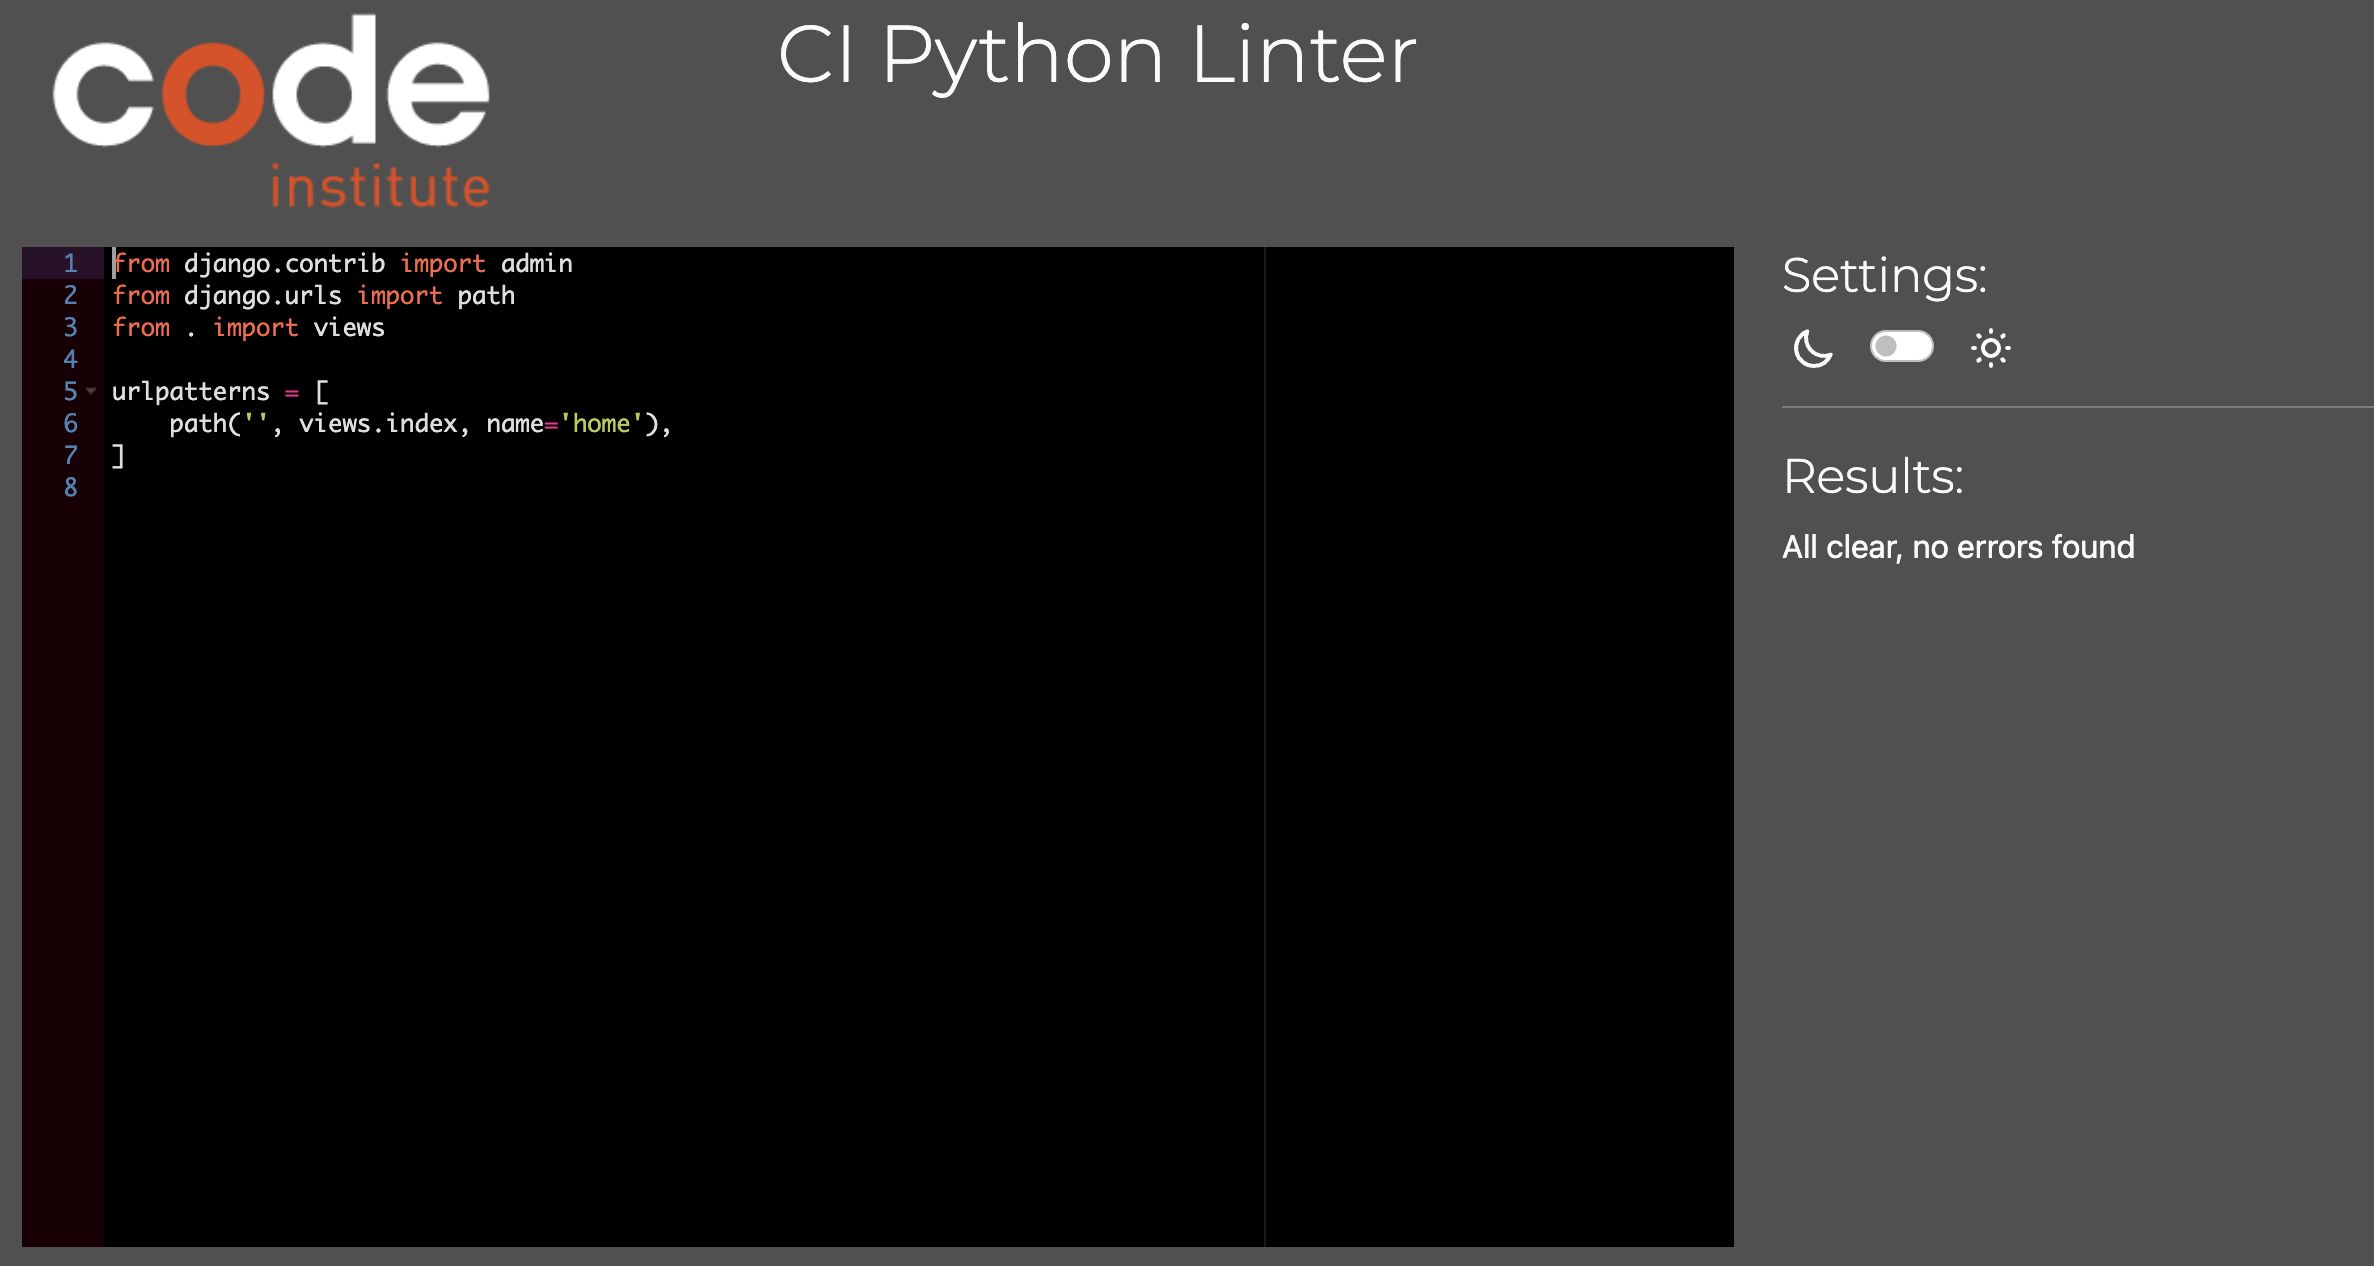 code
institute
CI Python Linter
1 from django.contrib import admin
2 from django.urls import path
3 from . import views
4
5 urlpatterns = [
6     path('', views.index, name='home'),
7 ]
8
Settings:
Results:
All clear, no errors found